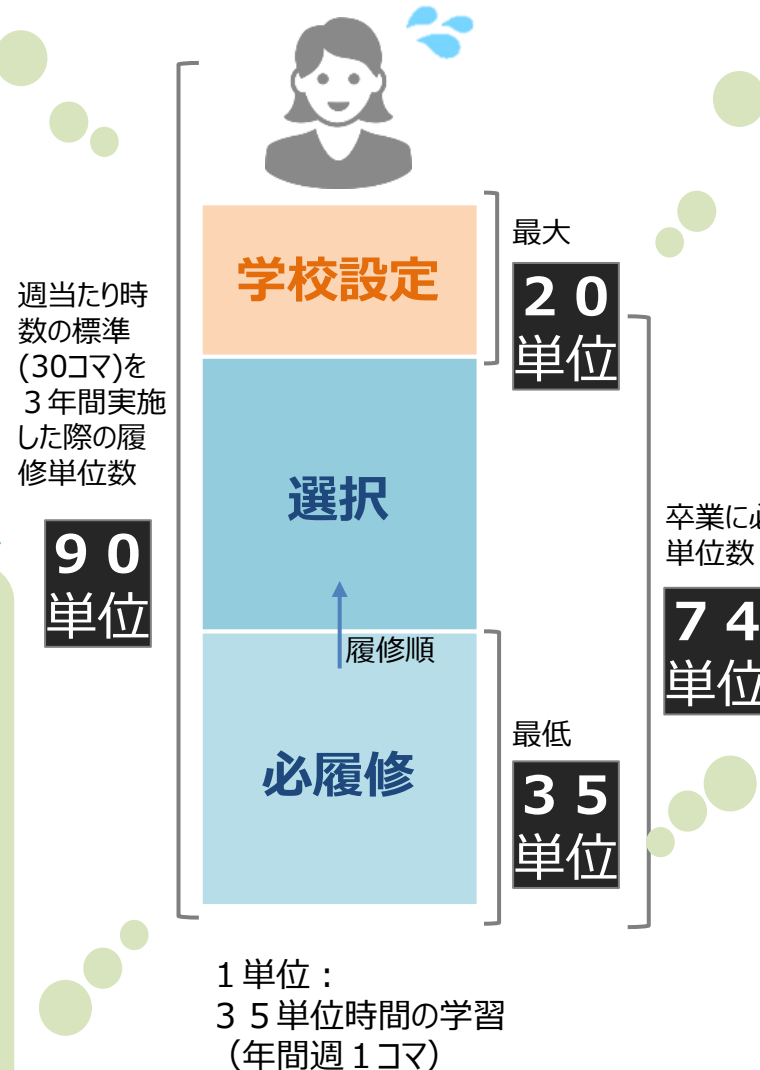 週当たり時
数の標準
(30コマ)を
３年間実施
した際の履
修単位数
９０
単位
学校設定
選択
履修順
必履修
最大
２０
単位
最低
３５
単位
卒業に必
単位数
７４
単位
１単位：
３５単位時間の学習
（年間週１コマ）